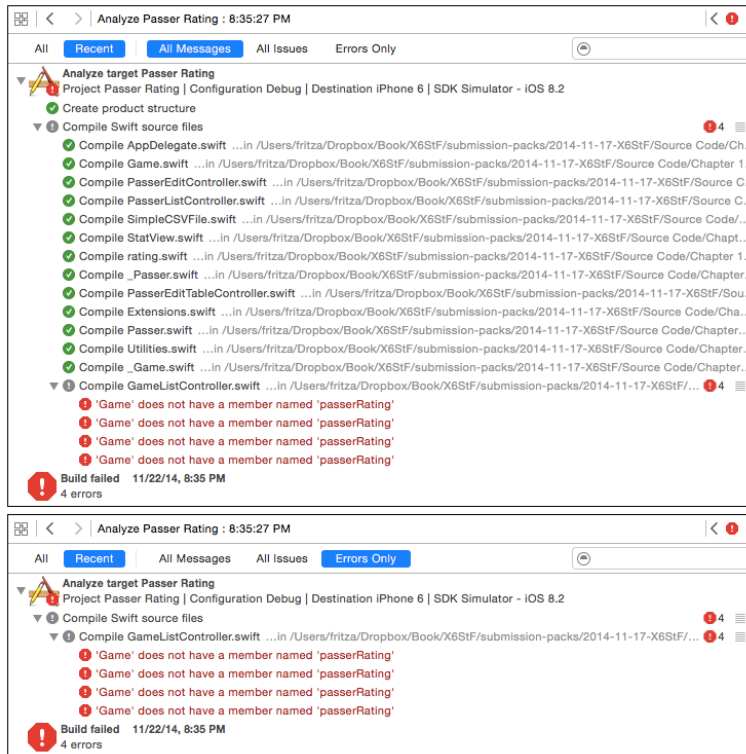 Analyze Passer Rating : 8:35:27 PM
All Recent All Messages All Issues Errors Only
Analyze target Passer Rating
Project Passer Rating | Configuration Debug | Destination iPhone 6 | SDK Simulator - iOS 8.2
Create product structure
Compile Swift source files 4
Compile AppDelegate.swift ...in /Users/fritza/Dropbox/Book/X6StF/submission-packs/2014-11-17-X6StF/Source Code/Ch.
Compile Game.swift ...in /Users/fritza/Dropbox/Book/X6StF/submission-packs/2014-11-17-X6StF/Source Code/Chapter 1.
Compile PasserEditController.swift ...in /Users/fritza/Dropbox/Book/X6StF/submission-packs/2014-11-17-X6StF/Source C.
Compile PasserListController.swift ...in /Users/fritza/Dropbox/Book/X6StF/submission-packs/2014-11-17-X6StF/Source C.
Compile SimpleCSVFile.swift ...in /Users/fritza/Dropbox/Book/X6StF/submission-packs/2014-11-17-X6StF/Source Code/...
Compile StatView.swift ...in /Users/fritza/Dropbox/Book/X6StF/submission-packs/2014-11-17-X6StF/Source Code/Chapt...
Compile rating.swift ...in /Users/fritza/Dropbox/Book/X6StF/submission-packs/2014-11-17-X6StF/Source Code/Chapter 1.
Compile _Passer.swift ...in /Users/fritza/Dropbox/Book/X6StF/submission-packs/2014-11-17-X6StF/Source Code/Chapter.
Compile PasserEditTableController.swift ...in /Users/fritza/Dropbox/Book/X6StF/submission-packs/2014-11-17-X6StF/Sou.
Compile Extensions.swift ...in /Users/fritza/Dropbox/Book/X6StF/submission-packs/2014-11-17-X6StF/Source Code/Cha...
Compile Passer.swift ...in /Users/fritza/Dropbox/Book/X6StF/submission-packs/2014-11-17-X6StF/Source Code/Chapter...
Compile Utilities.swift ...in /Users/fritza/Dropbox/Book/X6StF/submission-packs/2014-11-17-X6StF/Source Code/Chapter..
Compile _Game.swift ...in /Users/fritza/Dropbox/Book/X6StF/submission-packs/2014-11-17-X6StF/Source Code/Chapter.
Compile GameListController.swift ...in /Users/fritza/Dropbox/Book/X6StF/submission-packs/2014-11-17-X6StF/... 4
'Game' does not have a member named 'passerRating'
'Game' does not have a member named 'passerRating'
'Game' does not have a member named 'passerRating'
'Game' does not have a member named 'passerRating'
Build failed 11/22/14, 8:35 PM
4 errors
Analyze Passer Rating : 8:35:27 PM
All Recent All Messages All Issues Errors Only
Analyze target Passer Rating
Project Passer Rating | Configuration Debug | Destination iPhone 6 | SDK Simulator - iOS 8.2
Compile Swift source files 4
Compile GameListController.swift ...in /Users/fritza/Dropbox/Book/X6StF/submission-packs/2014-11-17-X6StF/... 4
'Game' does not have a member named 'passerRating'
'Game' does not have a member named 'passerRating'
'Game' does not have a member named 'passerRating'
'Game' does not have a member named 'passerRating'
Build failed 11/22/14, 8:35 PM
4 errors